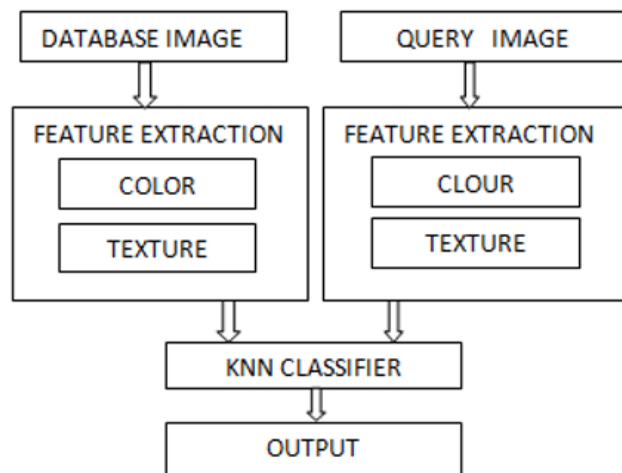 DATABASE IMAGE
QUERY IMAGE
FEATURE EXTRACTION
COLOR
TEXTURE
FEATURE EXTRACTION
CLOUR
TEXTURE
KNN CLASSIFIER
OUTPUT